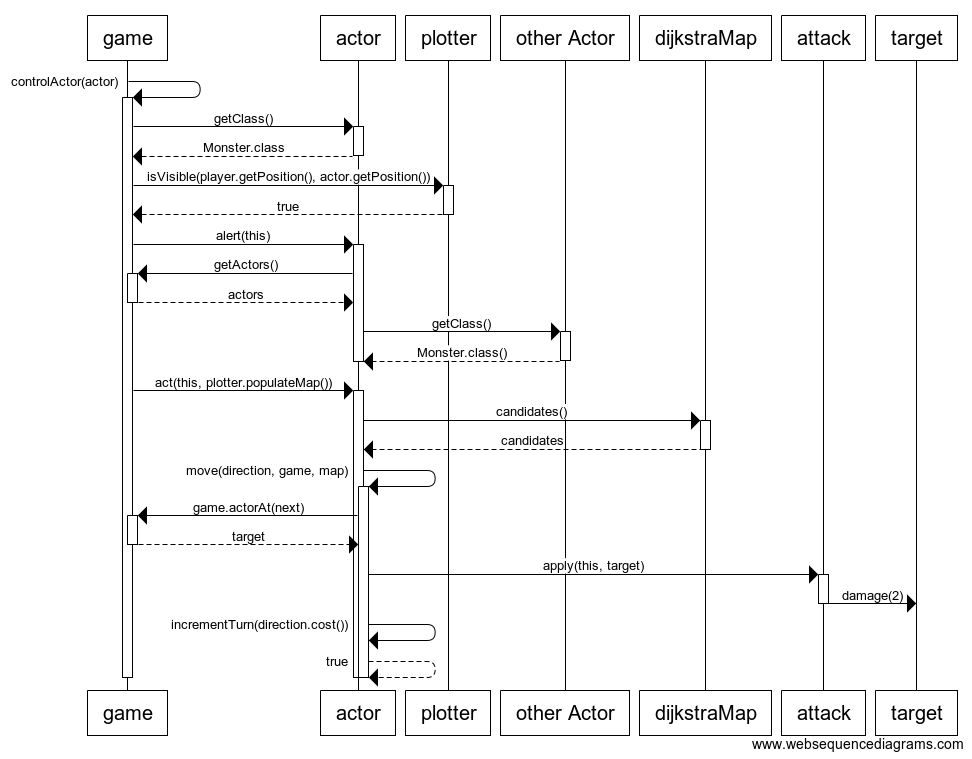 game actor plotter other Actor dijkstraMap attack target
controlActor(actor)
getClass()
Monster.class
isVisible(player.getPosition(), actor.getPosition())
true
alert(this)
getActors()
actors
getClass()
Monster.class()
act(this, plotter.populateMap())
candidates()
candidates
move(direction, game, map)
game.actorAt(next)
target
apply(this, target)
damage(2)
incrementTurn(direction.cost())
true
game actor plotter other Actor dijkstraMap attack target
www.websequencediagrams.com